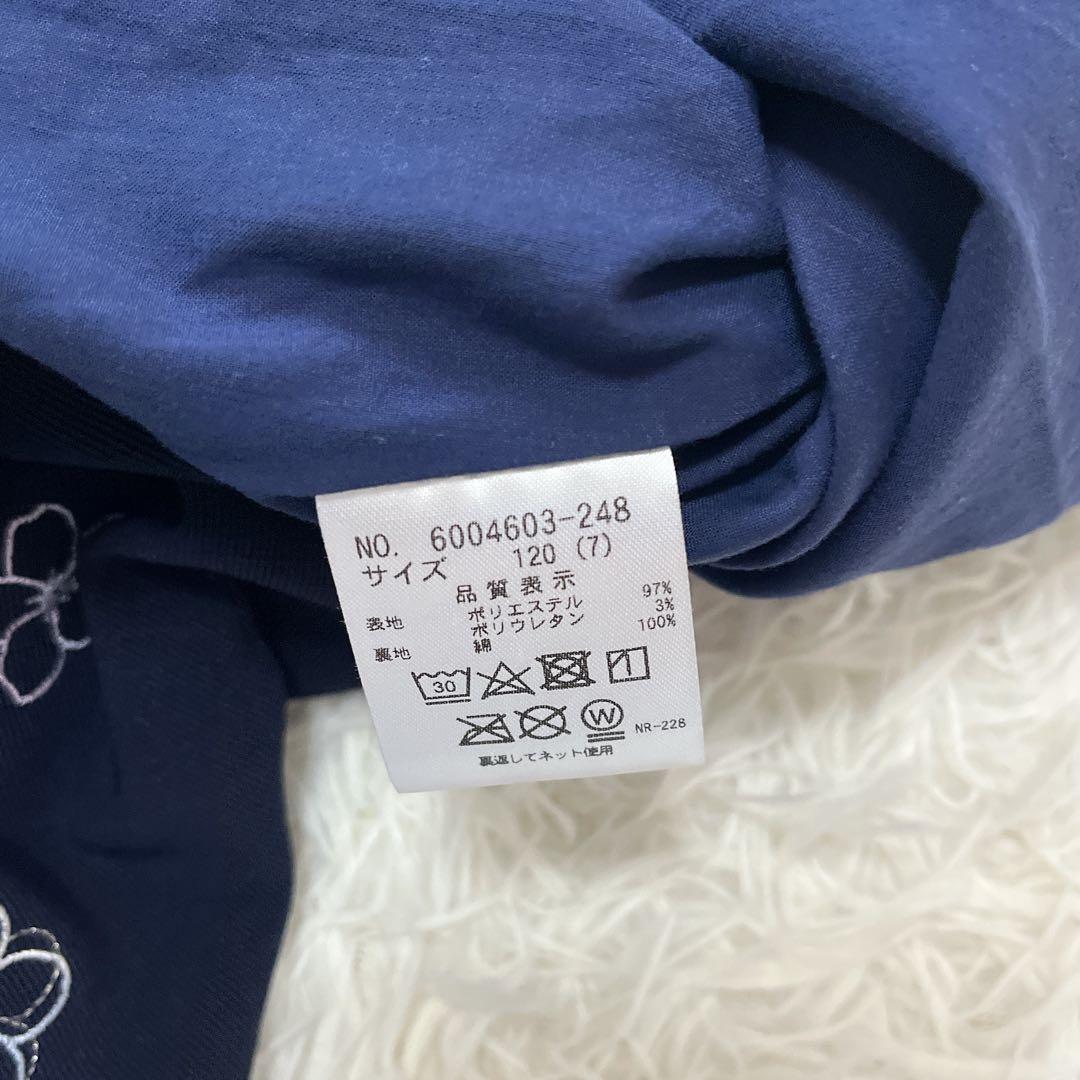 NO. 6004603-248
サイズ 120 (7)
品質表示
表地 ポリエステル 97%
ポリウレタン 3%
裏地 綿 100%
30
W
NR-228
裏返してネット使用